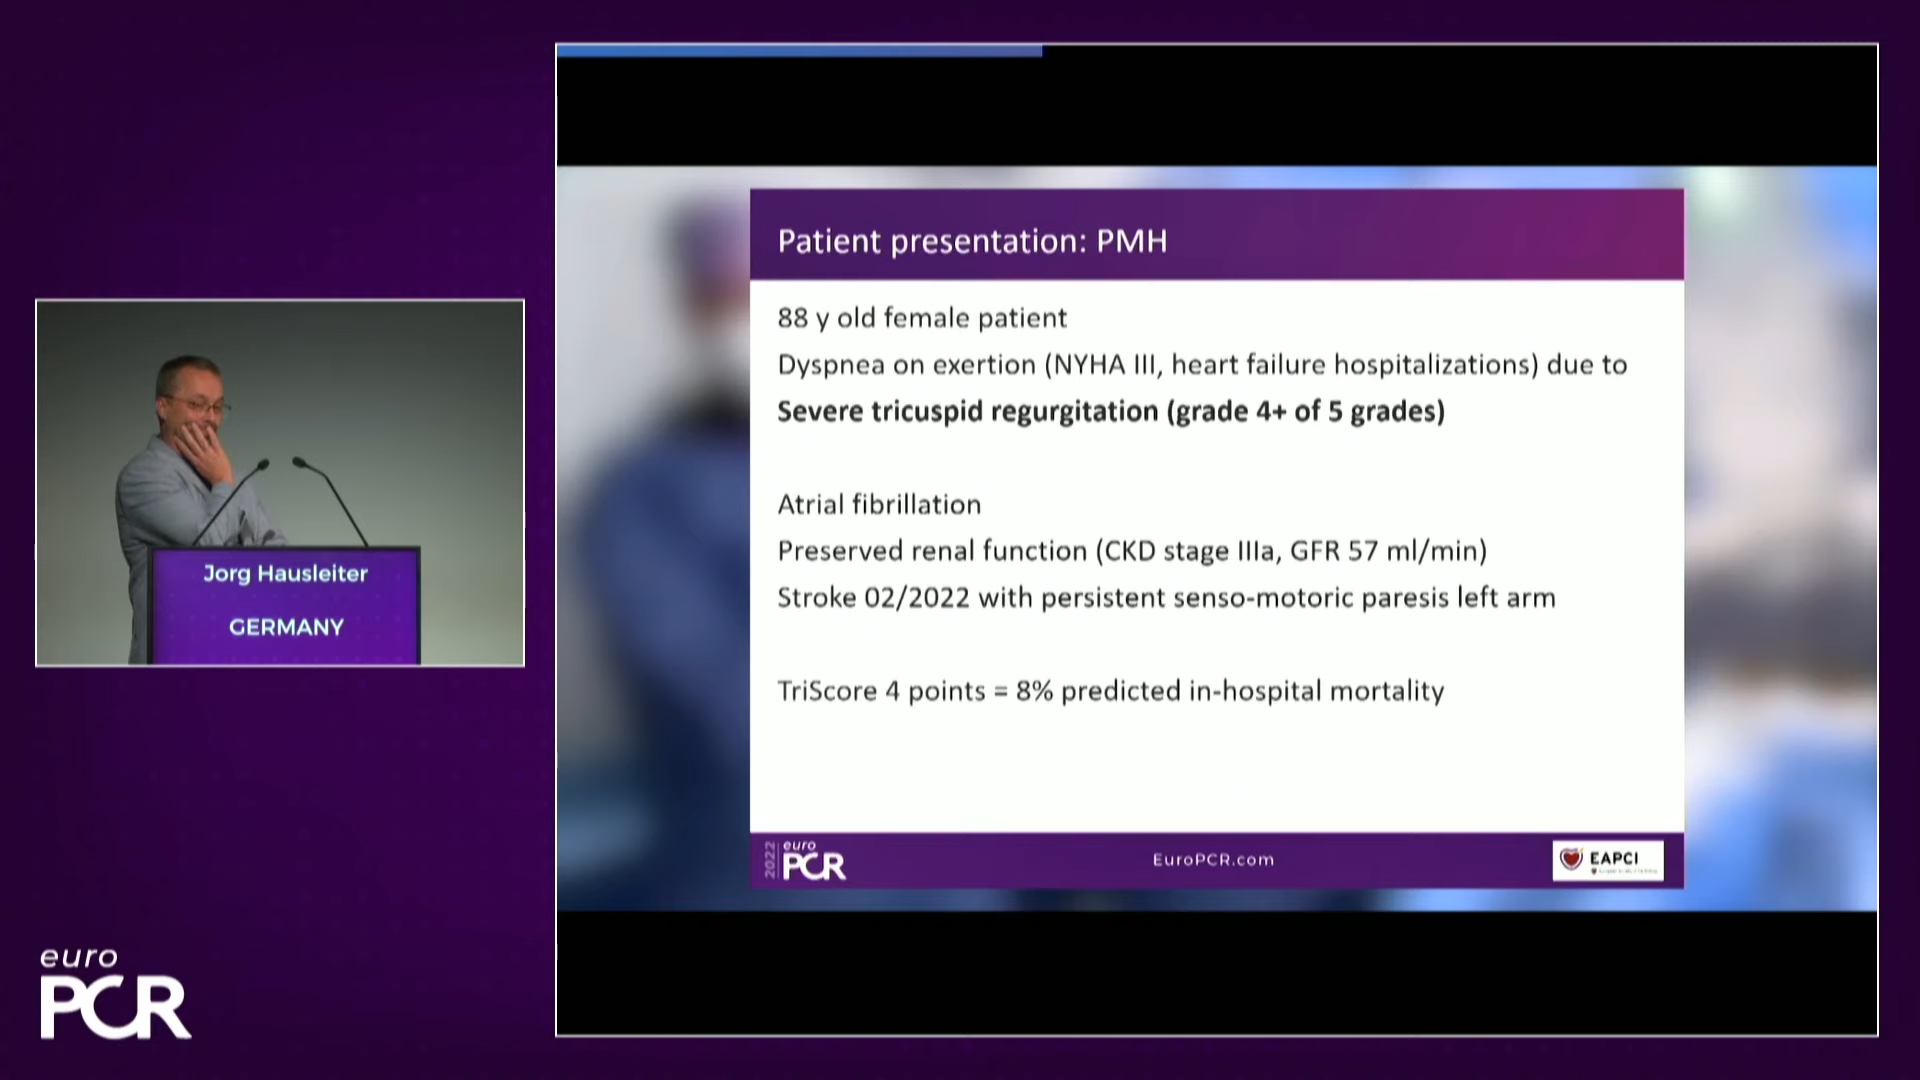 Jorg Hausleiter
GERMANY
euro
PCR
Patient presentation: PMH
88 y old female patient
Dyspnea on exertion (NYHA III, heart failure hospitalizations) due to
Severe tricuspid regurgitation (grade 4+ of 5 grades)
Atrial fibrillation
Preserved renal function (CKD stage IIIa, GFR 57 ml/min)
Stroke 02/2022 with persistent senso-motoric paresis left arm
TriScore 4 points = 8% predicted in-hospital mortality
2022
euro
PCR
EuroPCR.com
EAPCI